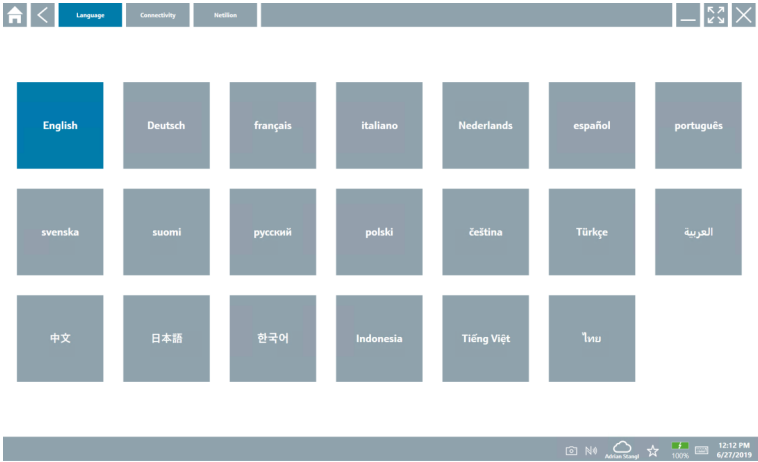 Language Connectivity Netilion
English Deutsch français italiano Nederlands español português
svenska suomi русский polski čeština Türkçe العربية
中文 日本語 한국어 Indonesia Tiếng Việt ไทย
12:12 PM
Adrian Stangl 100% 6/27/2019